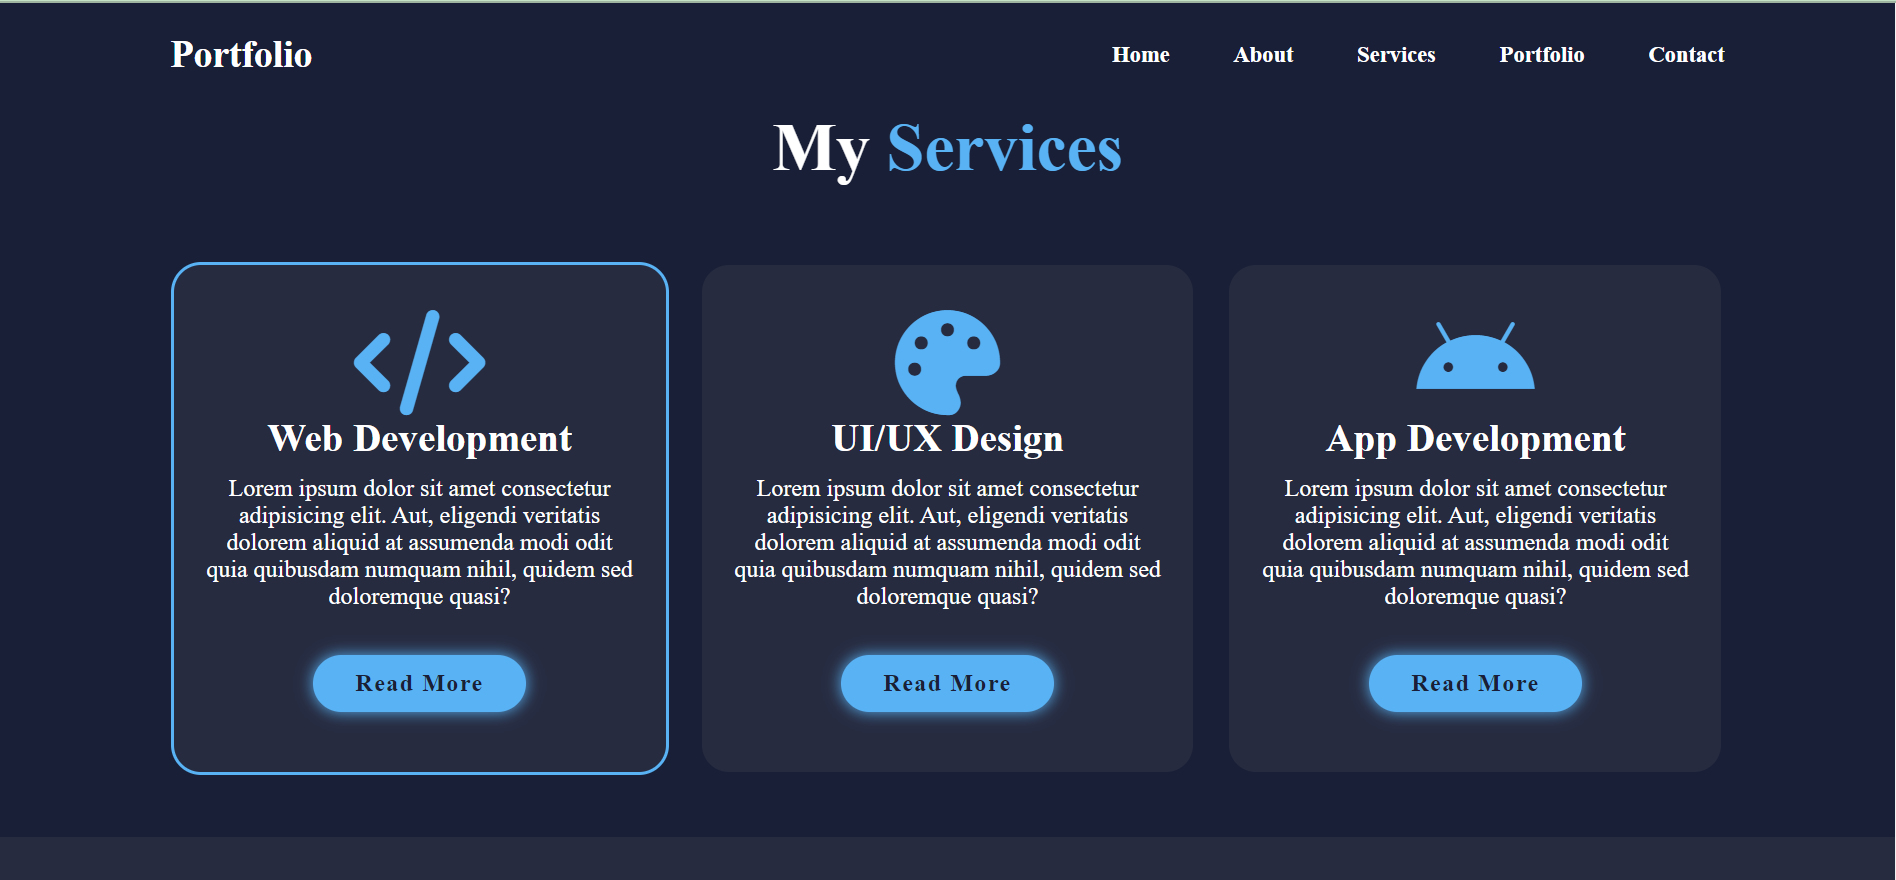 Portfolio
Home About Services Portfolio Contact
My Services
Web Development
Lorem ipsum dolor sit amet consectetur
adipisicing elit. Aut, eligendi veritatis
dolorem aliquid at assumenda modi odit
quia quibusdam numquam nihil, quidem sed
doloremque quasi?
Read More
UI/UX Design
Lorem ipsum dolor sit amet consectetur
adipisicing elit. Aut, eligendi veritatis
dolorem aliquid at assumenda modi odit
quia quibusdam numquam nihil, quidem sed
doloremque quasi?
Read More
App Development
Lorem ipsum dolor sit amet consectetur
adipisicing elit. Aut, eligendi veritatis
dolorem aliquid at assumenda modi odit
quia quibusdam numquam nihil, quidem sed
doloremque quasi?
Read More